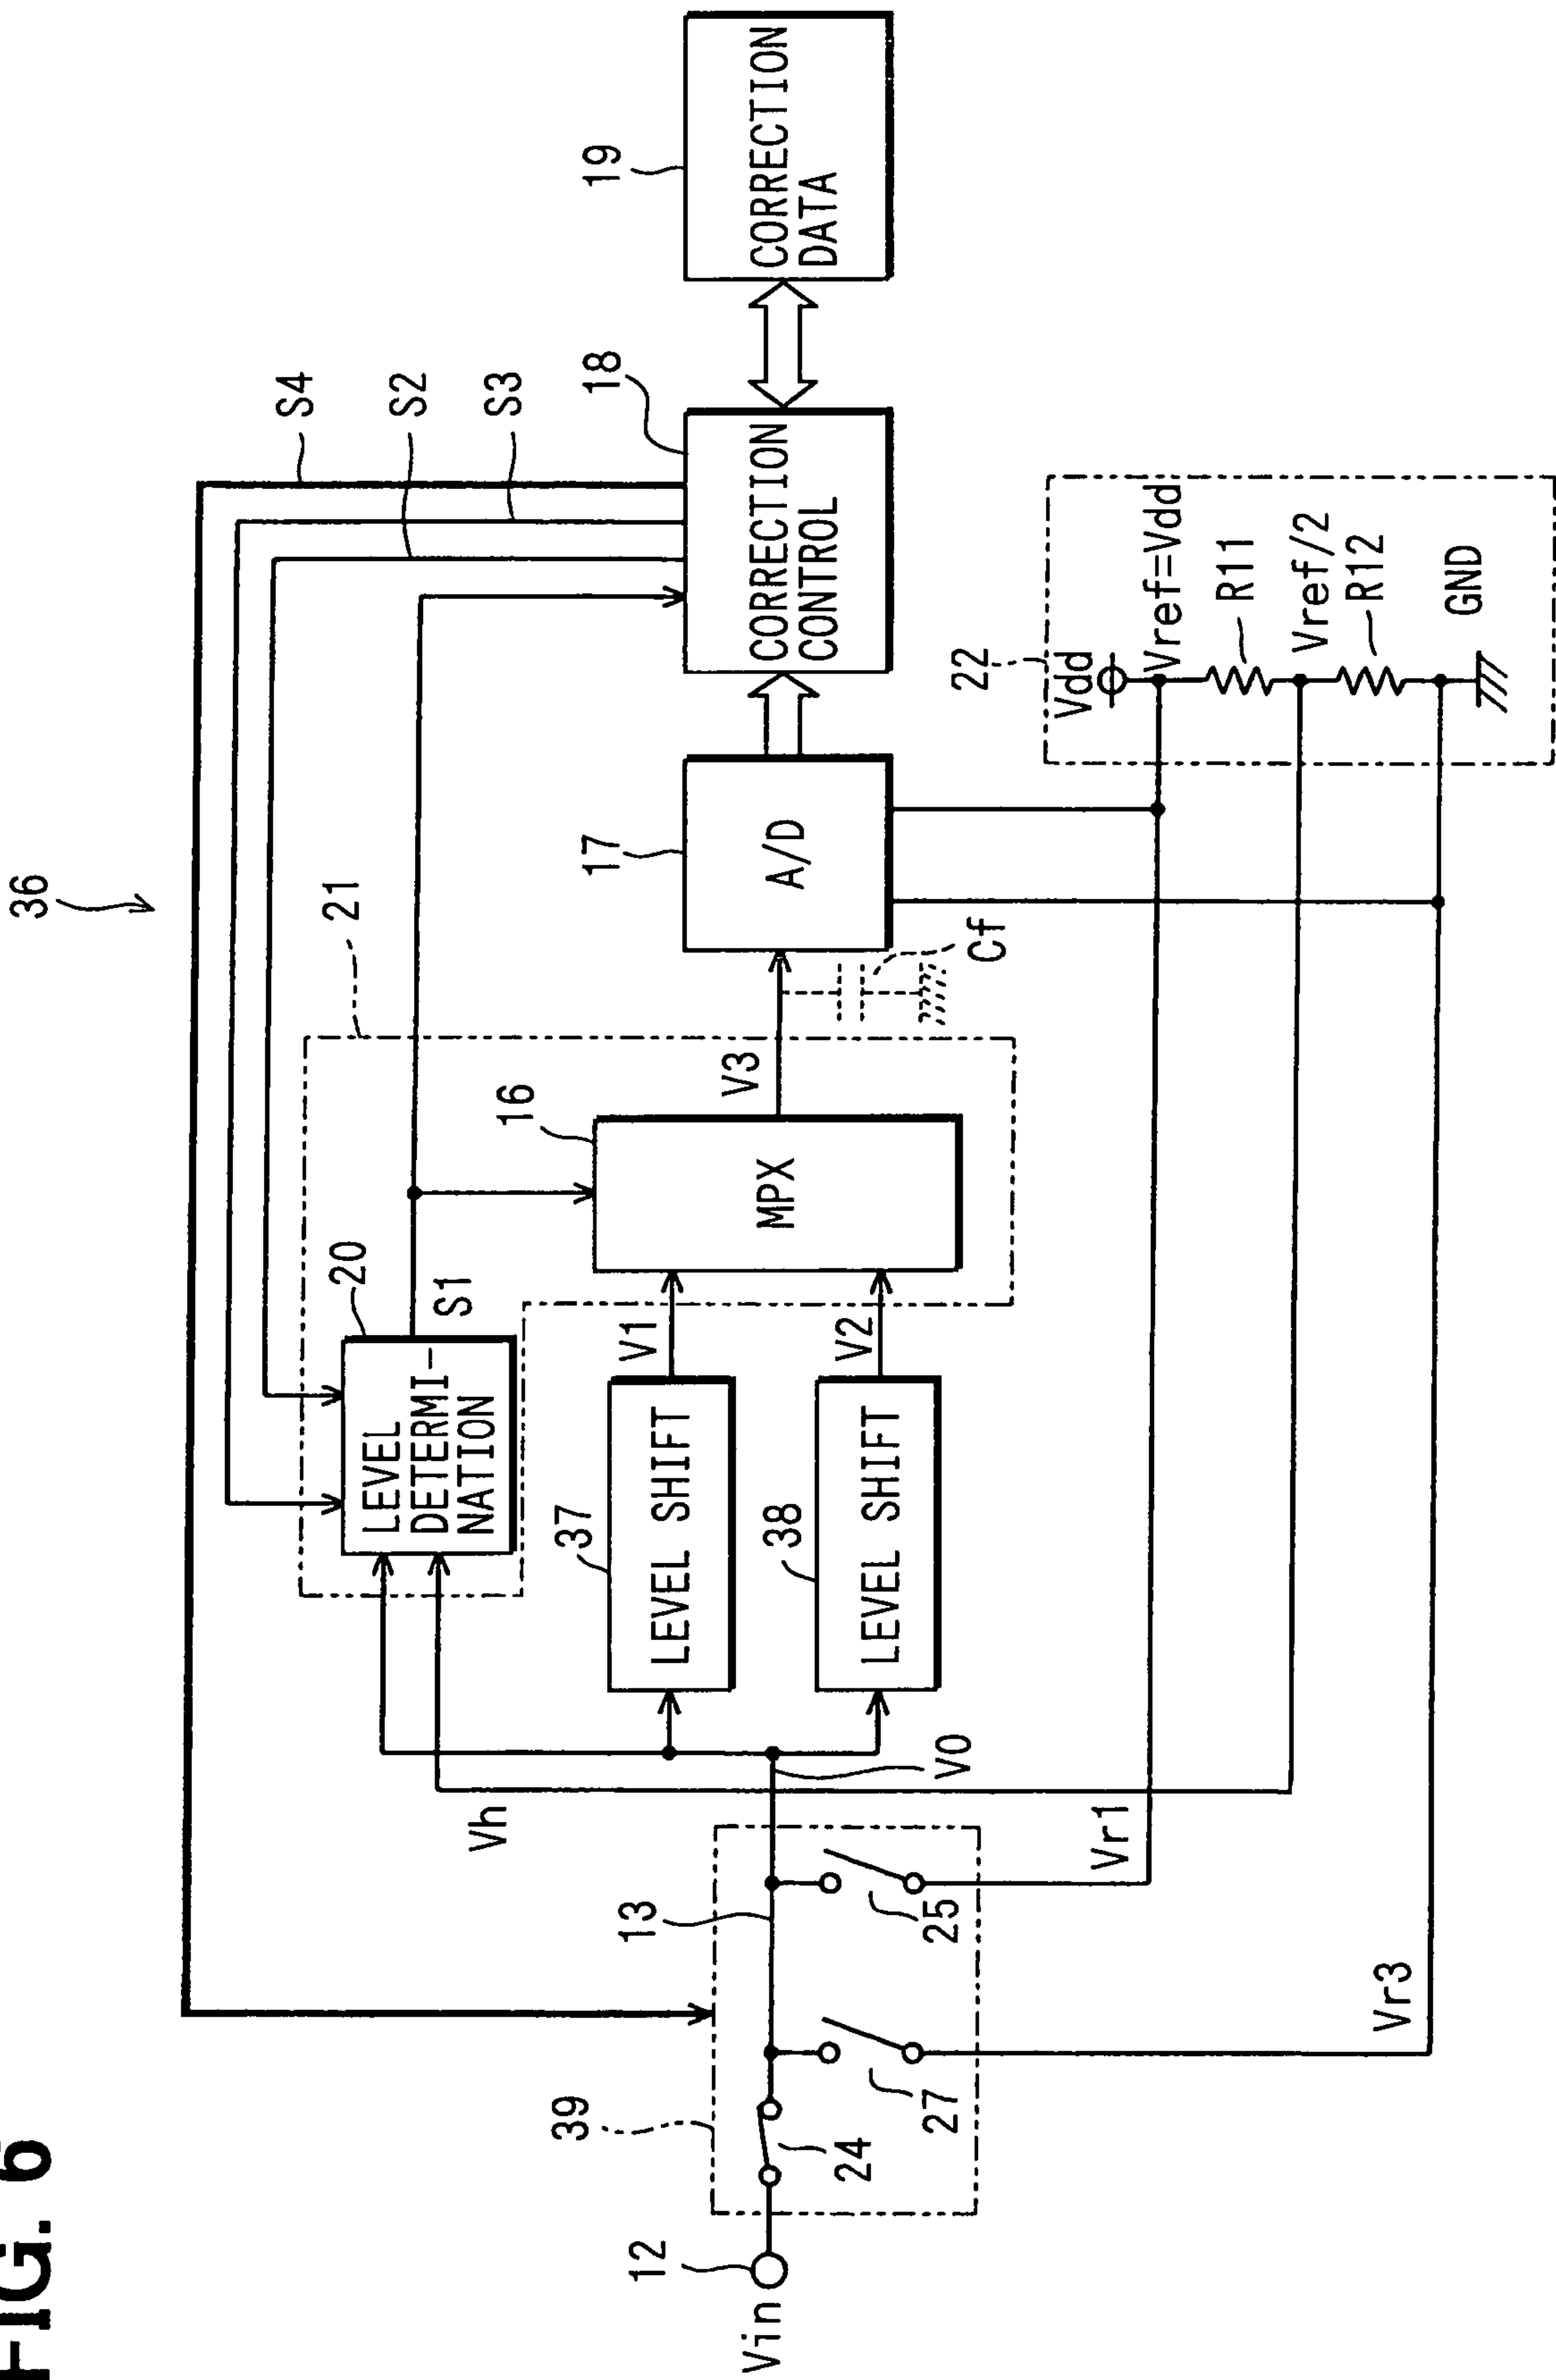 FIG. 6
36
S4
S2
S3
21
20
LEVEL
DETERMI-
NATION
S1
16
MPX
V3
17
A/D
Cf
18
CORRECTION
CONTROL
19
CORRECTION
DATA
37
LEVEL SHIFT
V1
38
LEVEL SHIFT
V2
Vh
V0
39
13
12
Vin
24
27
25
Vr1
Vr3
22
Vdd
Vref=Vdd
R11
Vref/2
R12
GND